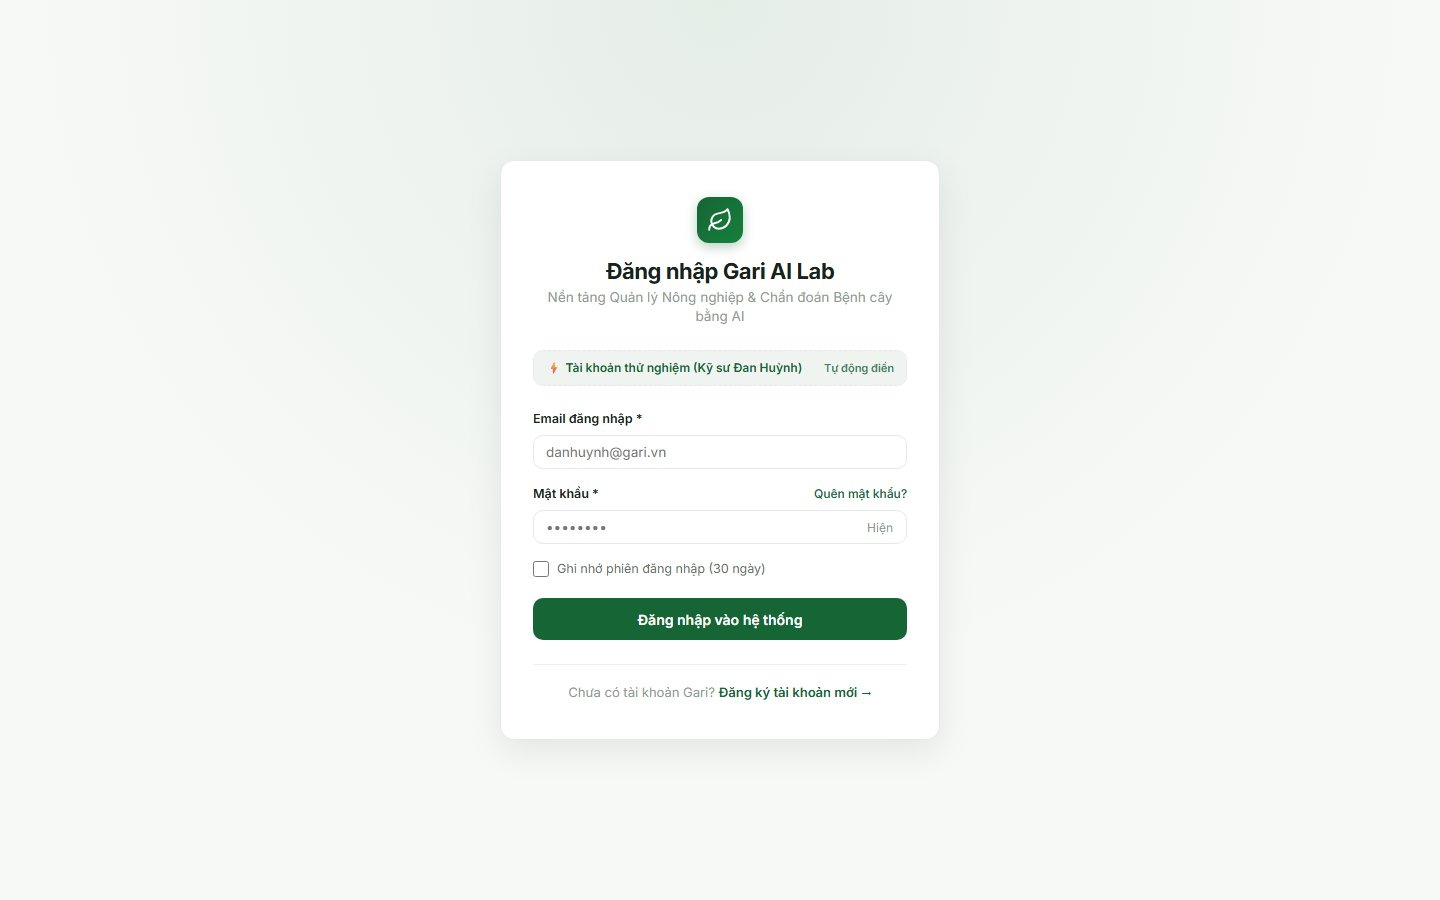 Đăng nhập Gari AI Lab
Nền tảng Quản lý Nông nghiệp & Chẩn đoán Bệnh cây
bằng AI
Tài khoản thử nghiệm (Kỹ sư Đan Huỳnh) Tự động điền
Email đăng nhập *
danhuynh@gari.vn
Mật khẩu * Quên mật khẩu?
•••••••• Hiện
Ghi nhớ phiên đăng nhập (30 ngày)
Đăng nhập vào hệ thống
Chưa có tài khoản Gari? Đăng ký tài khoản mới →